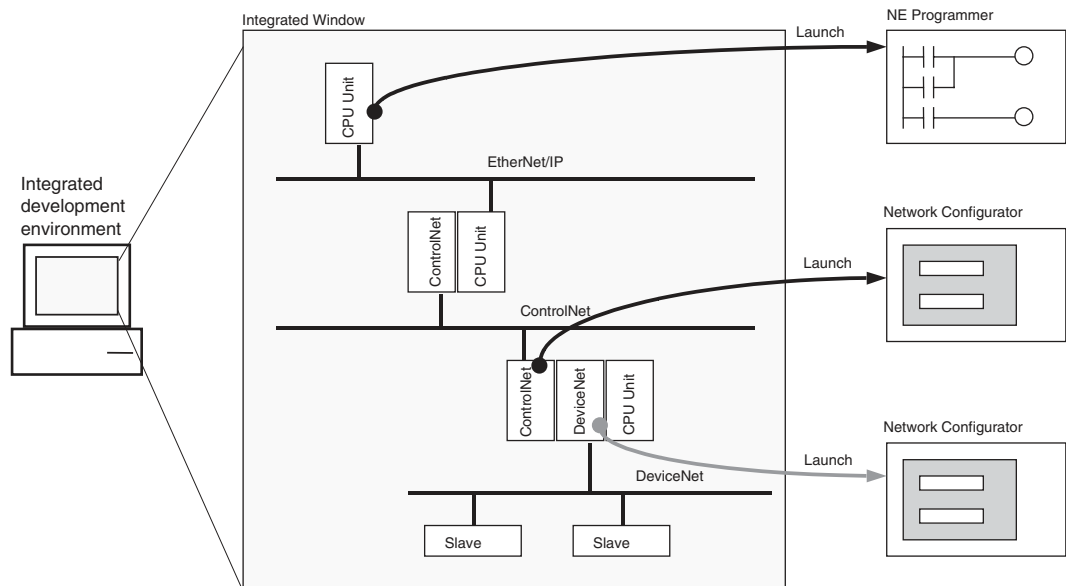 Integrated Window
NE Programmer
Launch
CPU Unit
EtherNet/IP
Integrated
development
environment
ControlNet
CPU Unit
Network Configurator
Launch
ControlNet
ControlNet
DeviceNet
CPU Unit
Network Configurator
Launch
DeviceNet
Slave
Slave